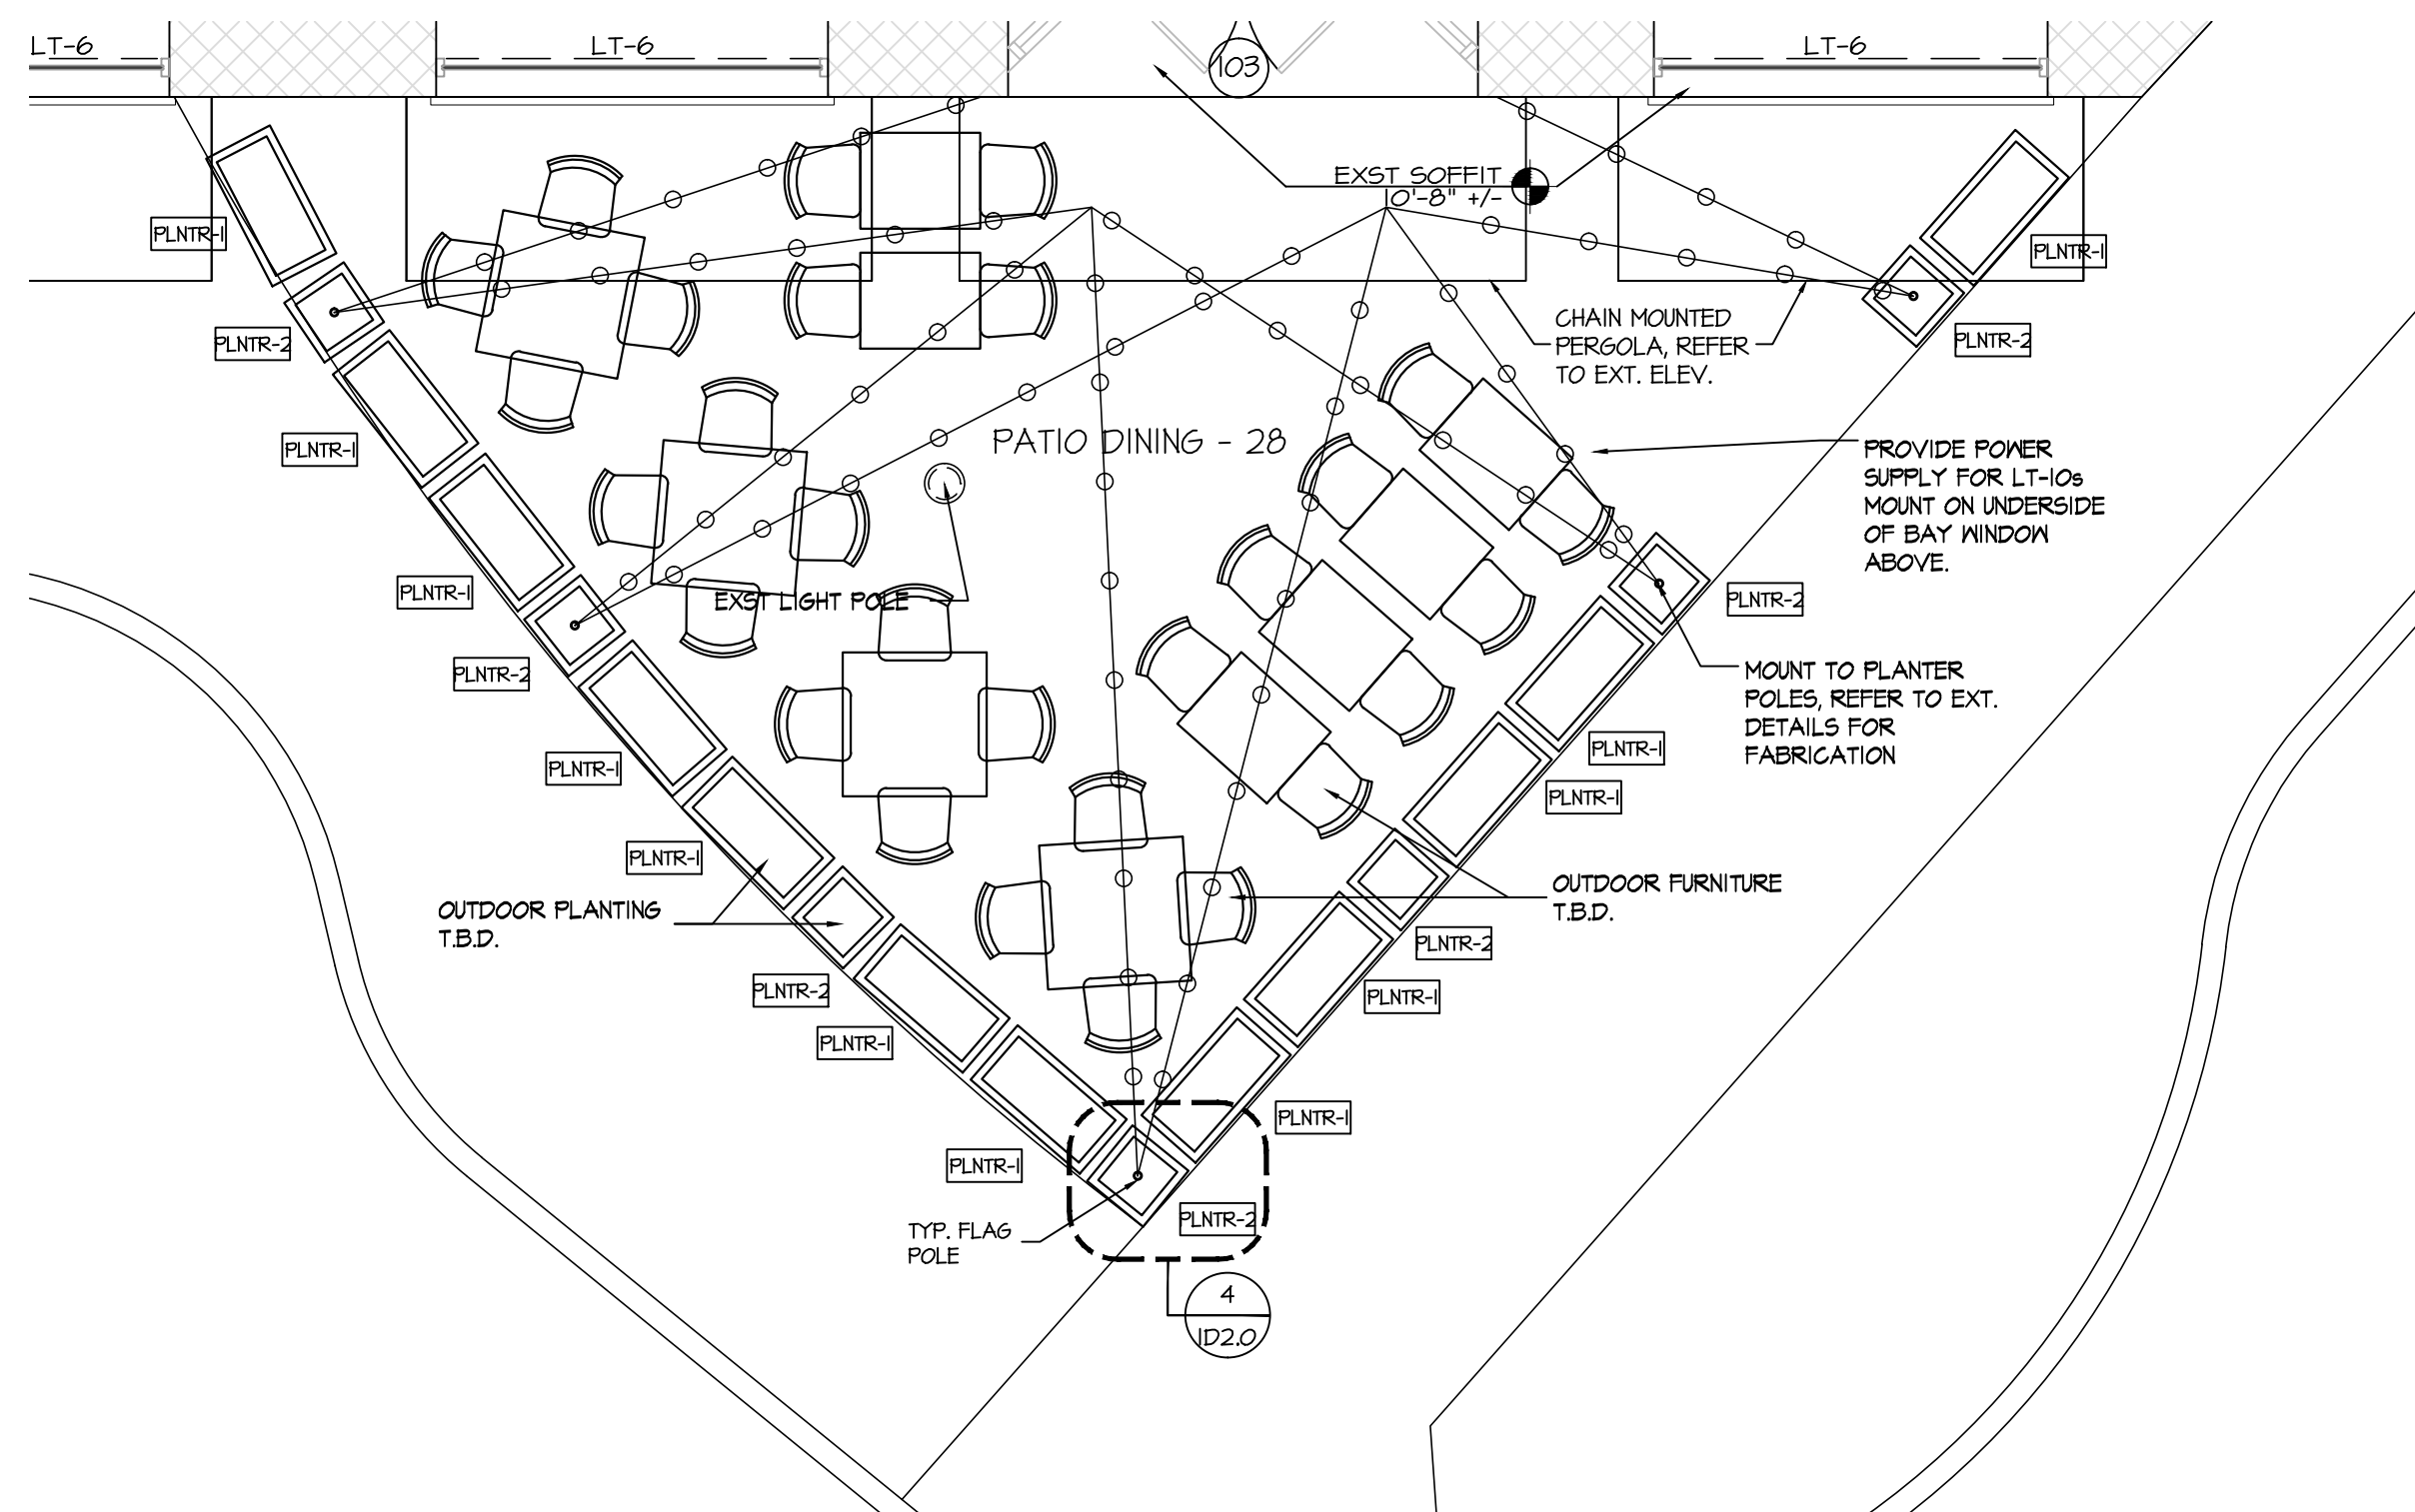 LT-6
LT-6
LT-6
103
EXST SOFFIT
10'-8" +/-
PLNTR-1
PLNTR-1
PLNTR-2
PLNTR-2
CHAIN MOUNTED
PERGOLA, REFER
TO EXT. ELEV.
PLNTR-1
PATIO DINING - 28
PROVIDE POWER
SUPPLY FOR LT-10s
MOUNT ON UNDERSIDE
OF BAY WINDOW
ABOVE.
PLNTR-1
EXST LIGHT POLE
PLNTR-2
PLNTR-2
MOUNT TO PLANTER
POLES, REFER TO EXT.
DETAILS FOR
FABRICATION
PLNTR-1
PLNTR-1
PLNTR-1
PLNTR-1
OUTDOOR PLANTING
T.B.D.
OUTDOOR FURNITURE
T.B.D.
PLNTR-2
PLNTR-2
PLNTR-1
PLNTR-1
PLNTR-1
PLNTR-1
PLNTR-2
TYP. FLAG
POLE
4
ID2.0